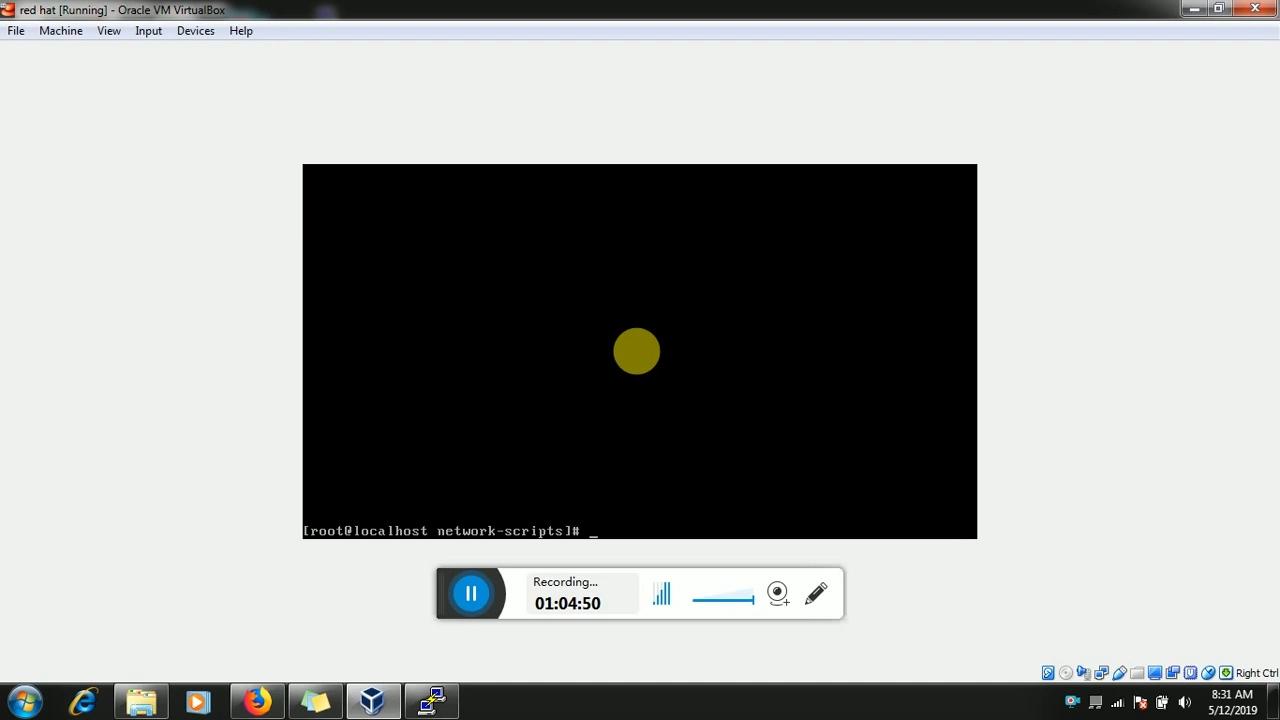 red hat [Running] - Oracle VM VirtualBox
File Machine View Input Devices Help
[root@localhost network-scripts]# _
Recording...
01:04:50
Right Ctrl
8:31 AM
5/12/2019